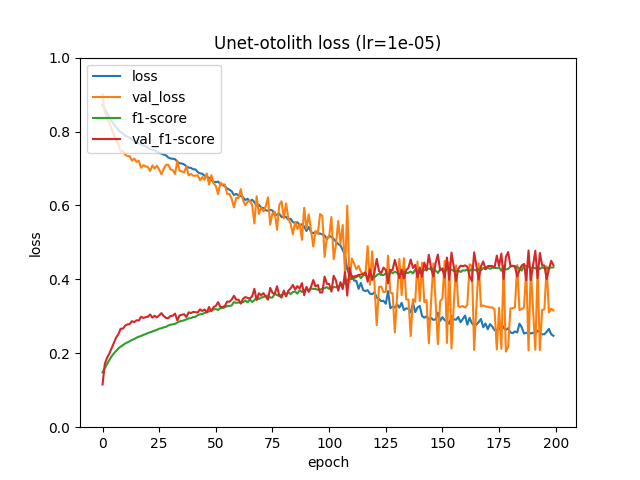 Unet-otolith loss (lr=1e-05)
loss
val_loss
f1-score
val_f1-score
1.0
0.8
0.6
0.4
0.2
0.0
loss
0 25 50 75 100 125 150 175 200
epoch